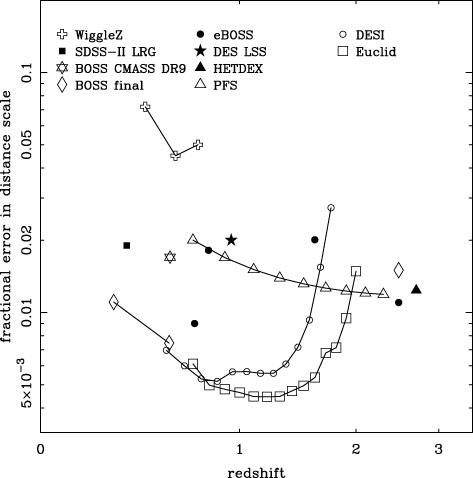 WiggleZ
SDSS-II LRG
BOSS CMASS DR9
BOSS final
eBOSS
DES LSS
HETDEX
PFS
DESI
Euclid
fractional error in distance scale
0.1
0.05
0.02
0.01
5×10⁻³
0 1 2 3
redshift